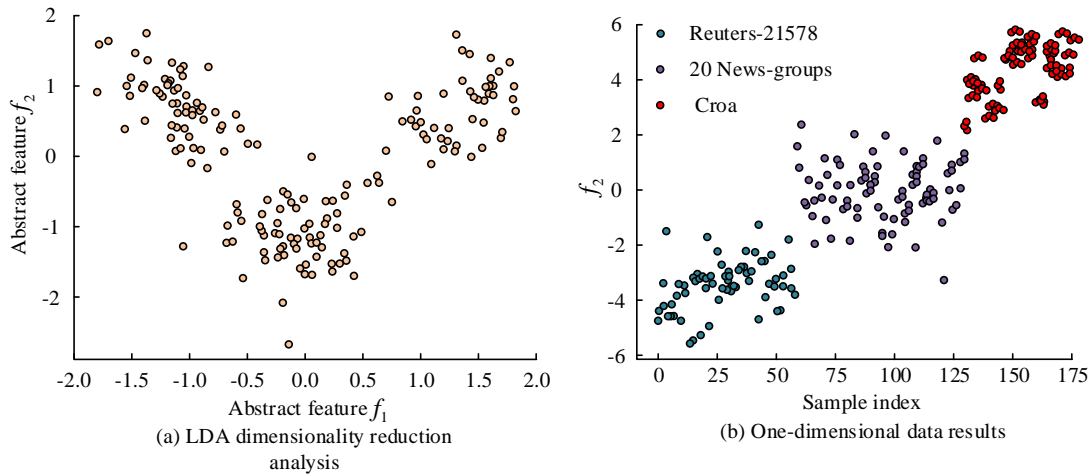 2
1
0
-1
-2
Abstract feature f2
-2.0 -1.5 -1.0 -0.5 0.0 0.5 1.0 1.5 2.0
Abstract feature f1
(a) LDA dimensionality reduction
analysis
6
4
2
0
-2
-4
-6
f2
Reuters-21578
20 News-groups
Croa
0 25 50 75 100 125 150 175
Sample index
(b) One-dimensional data results